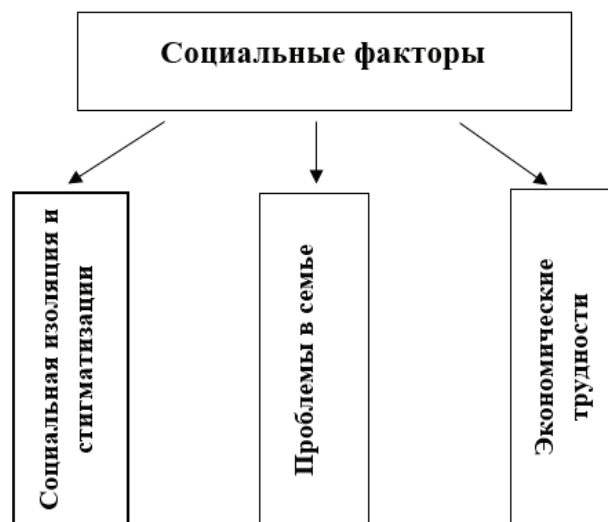 Социальные факторы
Социальная изоляция и
стигматизации
Проблемы в семье
Экономические
трудности